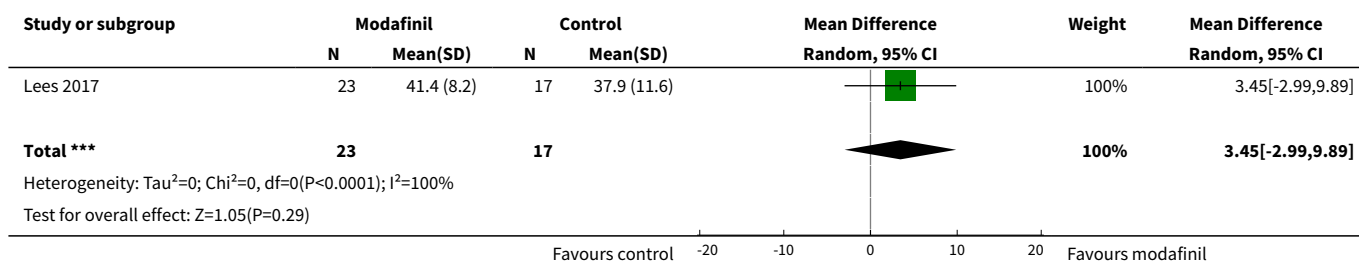 Study or subgroup Modafinil Control Mean Difference Weight Mean Difference
N Mean(SD) N Mean(SD) Random, 95% CI Random, 95% CI
Lees 2017 23 41.4 (8.2) 17 37.9 (11.6) 100% 3.45[-2.99,9.89]
Total *** 23 17 100% 3.45[-2.99,9.89]
Heterogeneity: Tau²=0; Chi²=0, df=0(P<0.0001); I²=100%
Test for overall effect: Z=1.05(P=0.29)
Favours control -20 -10 0 10 20 Favours modafinil